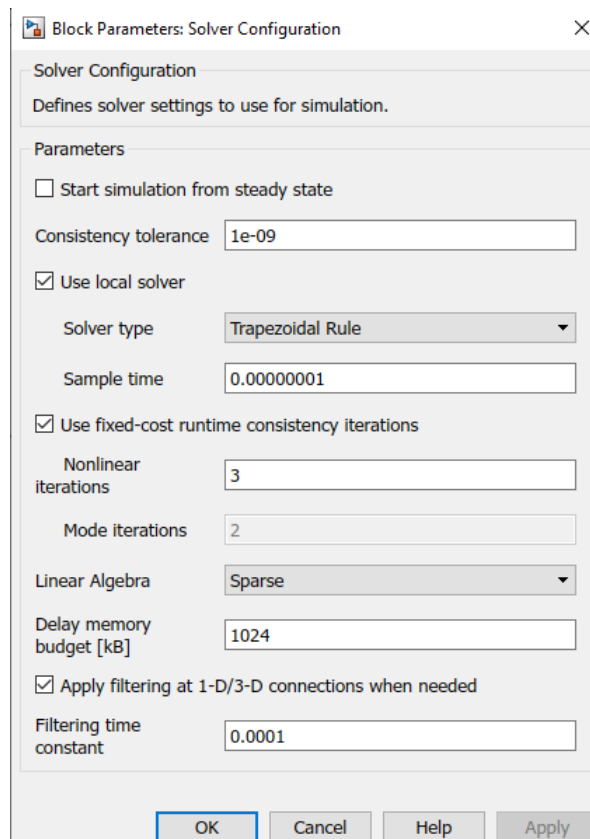 Block Parameters: Solver Configuration
Solver Configuration
Defines solver settings to use for simulation.
Parameters
Start simulation from steady state
Consistency tolerance 1e-09
Use local solver
Solver type Trapezoidal Rule
Sample time 0.00000001
Use fixed-cost runtime consistency iterations
Nonlinear
iterations 3
Mode iterations 2
Linear Algebra Sparse
Delay memory
budget [kB] 1024
Apply filtering at 1-D/3-D connections when needed
Filtering time
constant 0.0001
OK Cancel Help Apply